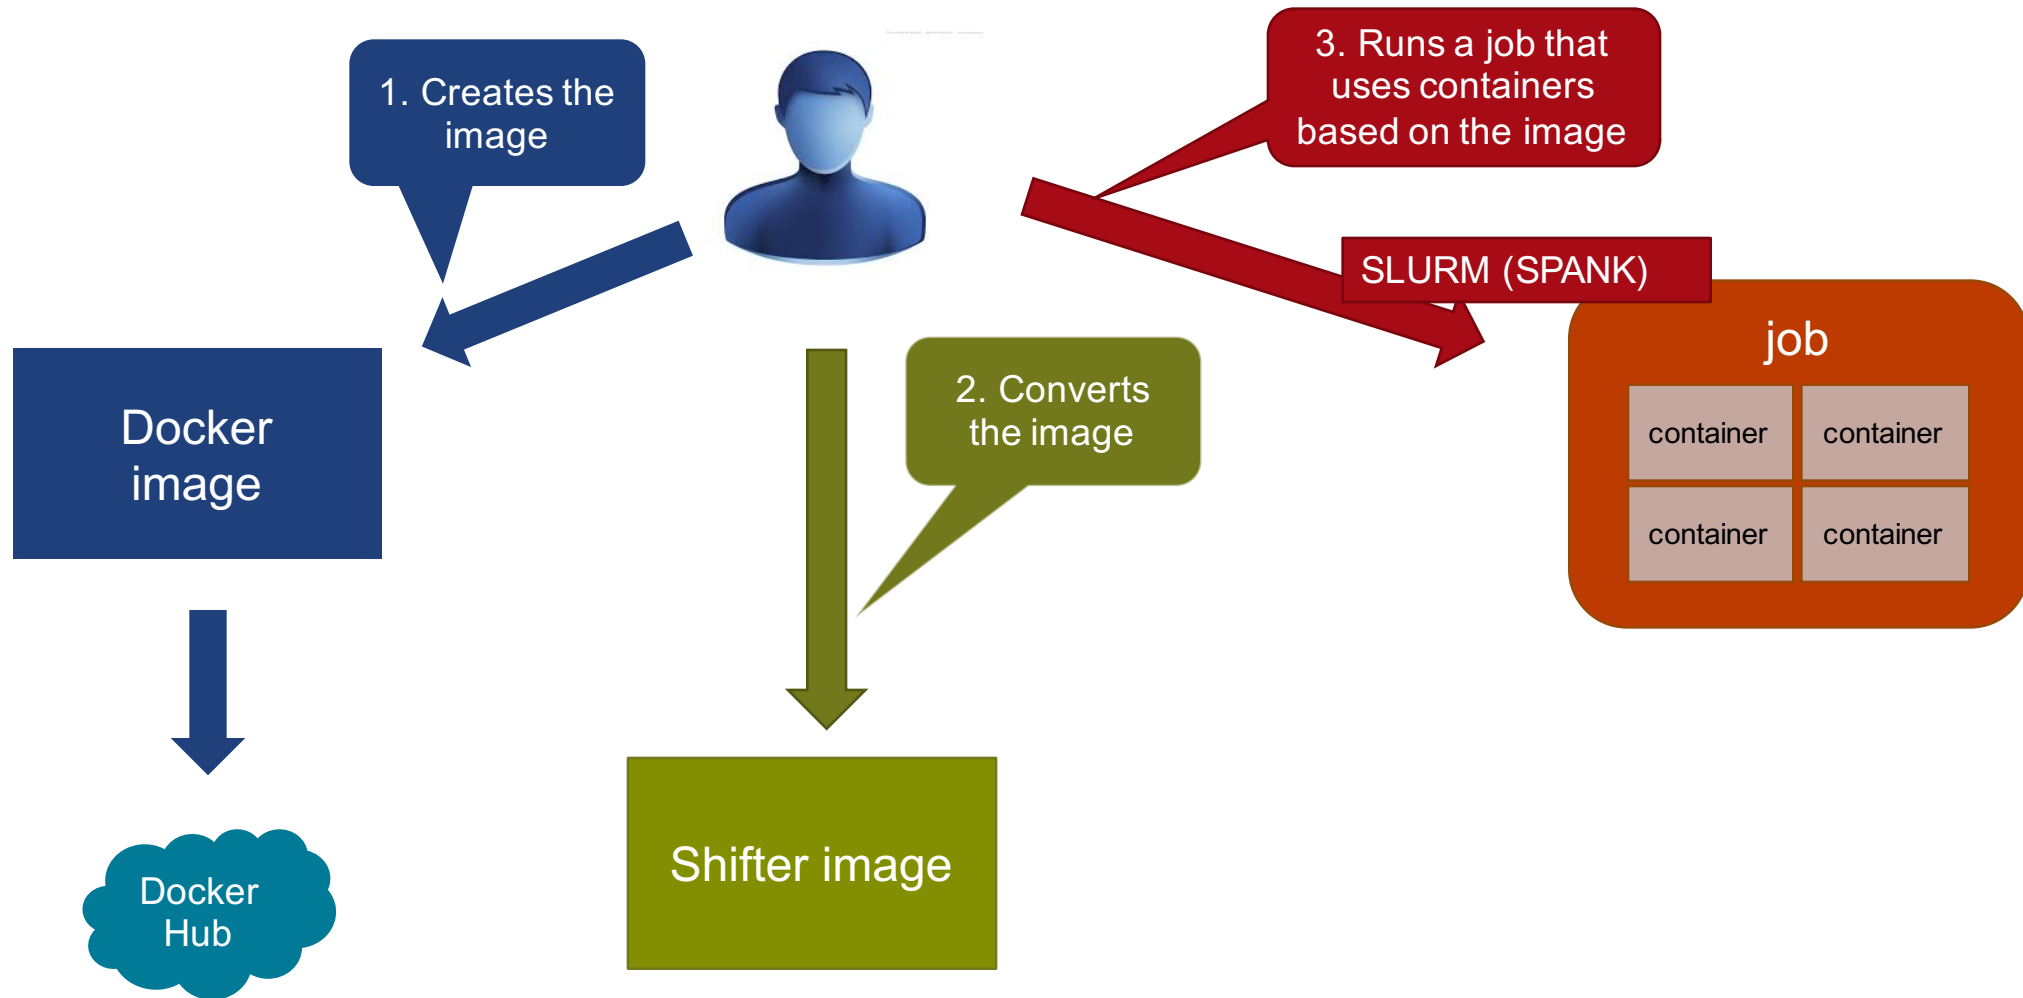 1. Creates the
image
3. Runs a job that
uses containers
based on the image
SLURM (SPANK)
job
container
container
container
container
2. Converts
the image
Docker
image
Shifter image
Docker
Hub